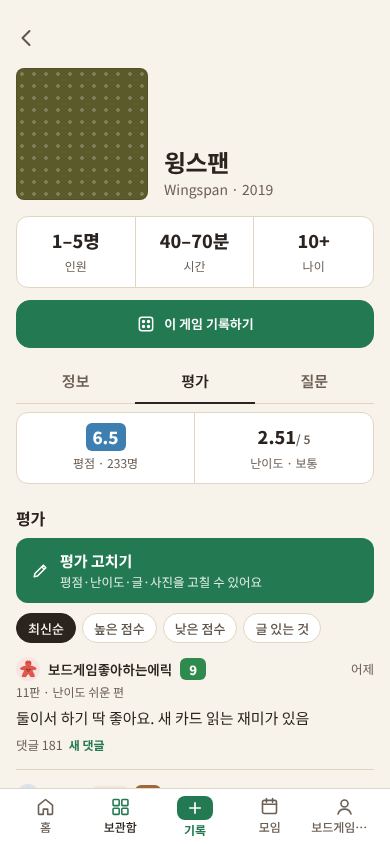 윙스팬
Wingspan · 2019
1–5명
인원
40–70분
시간
10+
나이
이 게임 기록하기
정보
평가
질문
6.5
평점 · 233명
2.51/ 5
난이도 · 보통
평가
평가 고치기
평점·난이도·글·사진을 고칠 수 있어요
최신순
높은 점수
낮은 점수
글 있는 것
보드게임좋아하는에릭
9
어제
11판 · 난이도 쉬운 편
둘이서 하기 딱 좋아요. 새 카드 읽는 재미가 있음
댓글 181 새 댓글
홈
보관함
기록
모임
보드게임…